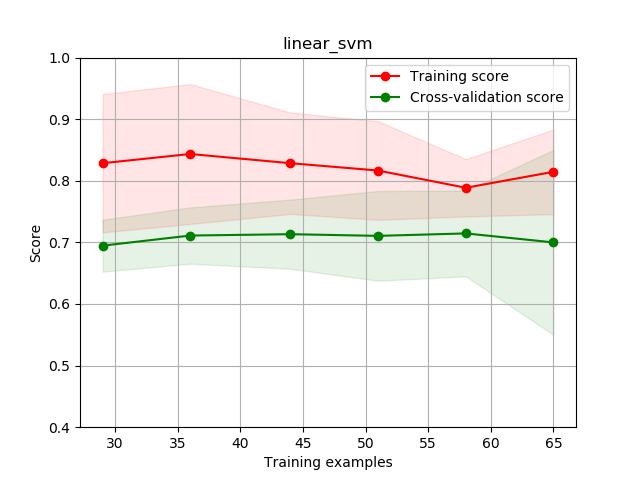 linear_svm
1.0
0.9
0.8
0.7
0.6
0.5
0.4
Score
Training score
Cross-validation score
30 35 40 45 50 55 60 65
Training examples